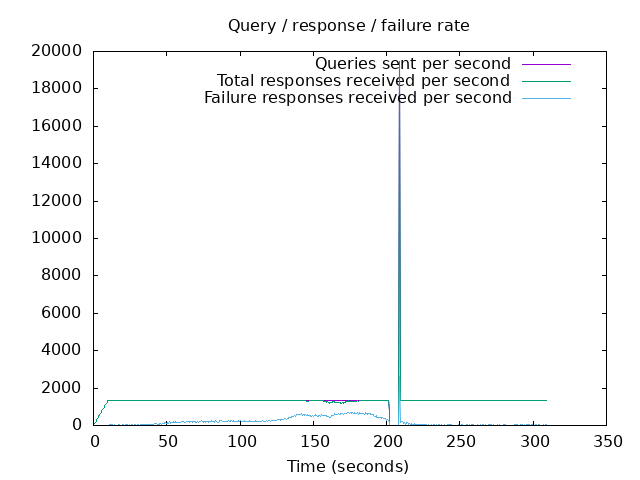 Query / response / failure rate
Queries sent per second
Total responses received per second
Failure responses received per second
20000
18000
16000
14000
12000
10000
8000
6000
4000
2000
0
0 50 100 150 200 250 300 350
Time (seconds)